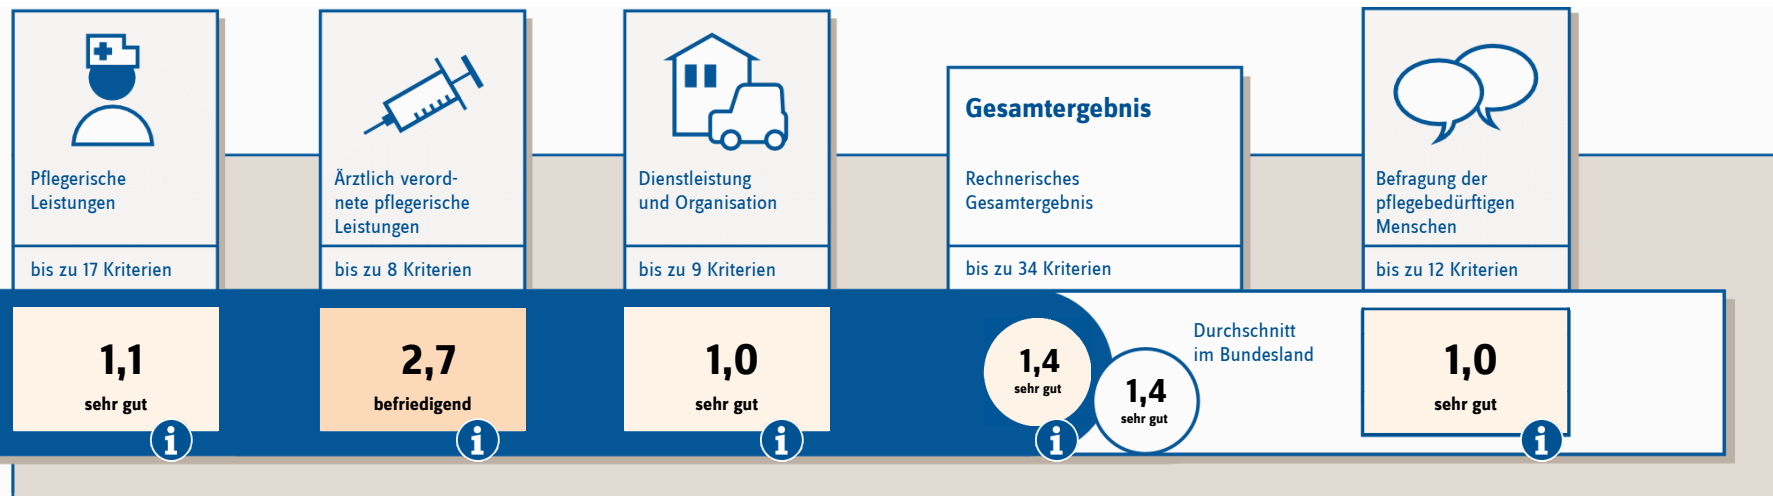 Pflegerische
Leistungen
bis zu 17 Kriterien
1,1
sehr gut
i
Ärztlich verord-
nete pflegerische
Leistungen
bis zu 8 Kriterien
2,7
befriedigend
i
Dienstleistung
und Organisation
bis zu 9 Kriterien
1,0
sehr gut
i
Gesamtergebnis
Rechnerisches
Gesamtergebnis
bis zu 34 Kriterien
1,4
sehr gut
i
Durchschnitt
im Bundesland
1,4
sehr gut
Befragung der
pflegebedürftigen
Menschen
bis zu 12 Kriterien
1,0
sehr gut
i